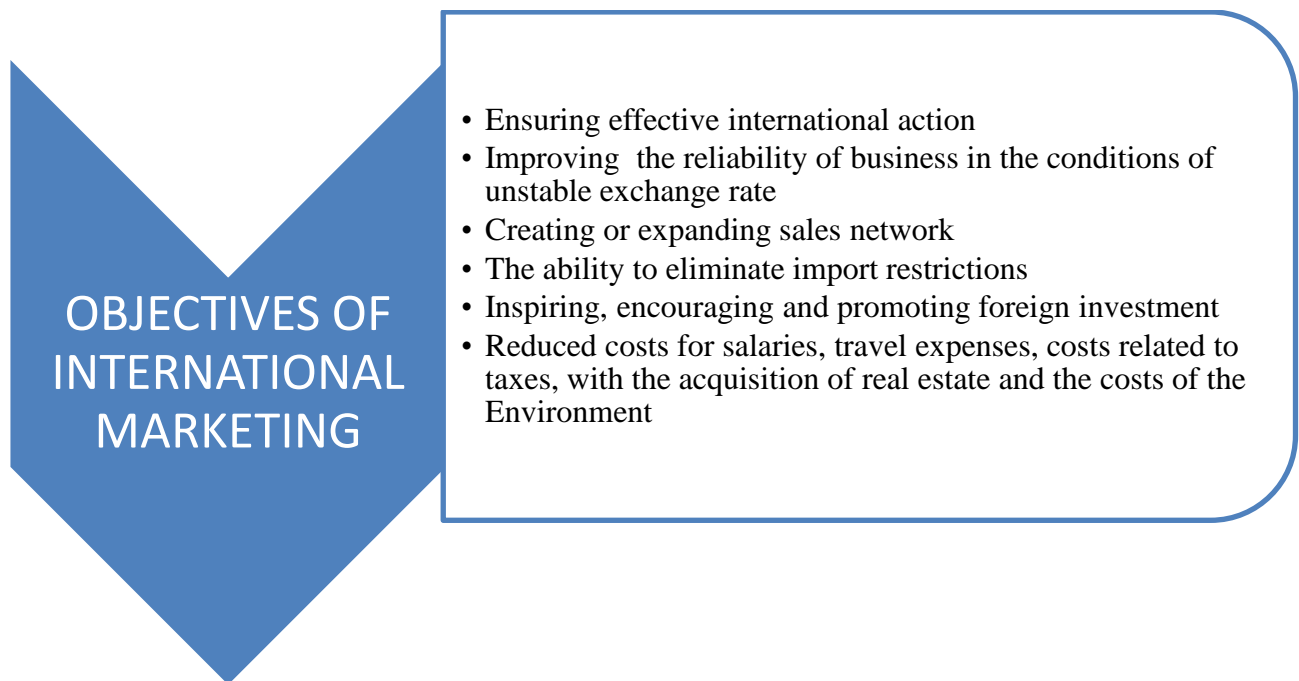 OBJECTIVES OF
INTERNATIONAL
MARKETING
• Ensuring effective international action
• Improving  the reliability of business in the conditions of
unstable exchange rate
• Creating or expanding sales network
• The ability to eliminate import restrictions
• Inspiring, encouraging and promoting foreign investment
• Reduced costs for salaries, travel expenses, costs related to
taxes, with the acquisition of real estate and the costs of the
Environment